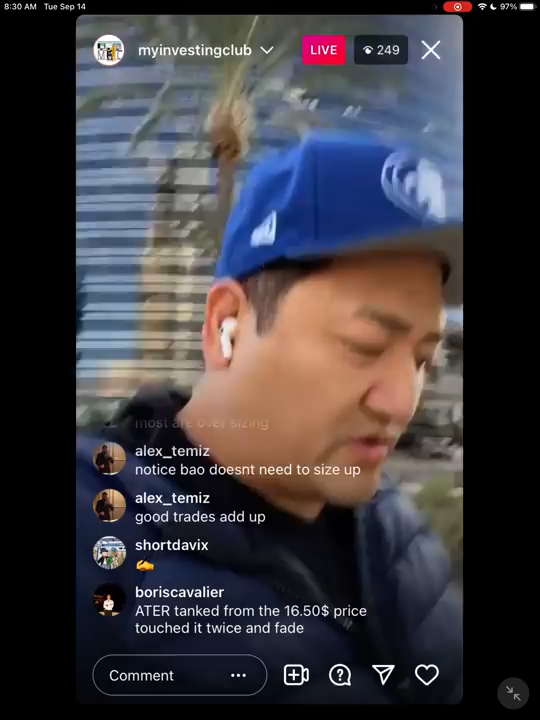 8:30 AM Tue Sep 14
97%
myinvestingclub
LIVE
249
most are over sizing
alex_temiz
notice bao doesnt need to size up
alex_temiz
good trades add up
shortdavix
✍️
boriscavalier
ATER tanked from the 16.50$ price
touched it twice and fade
Comment